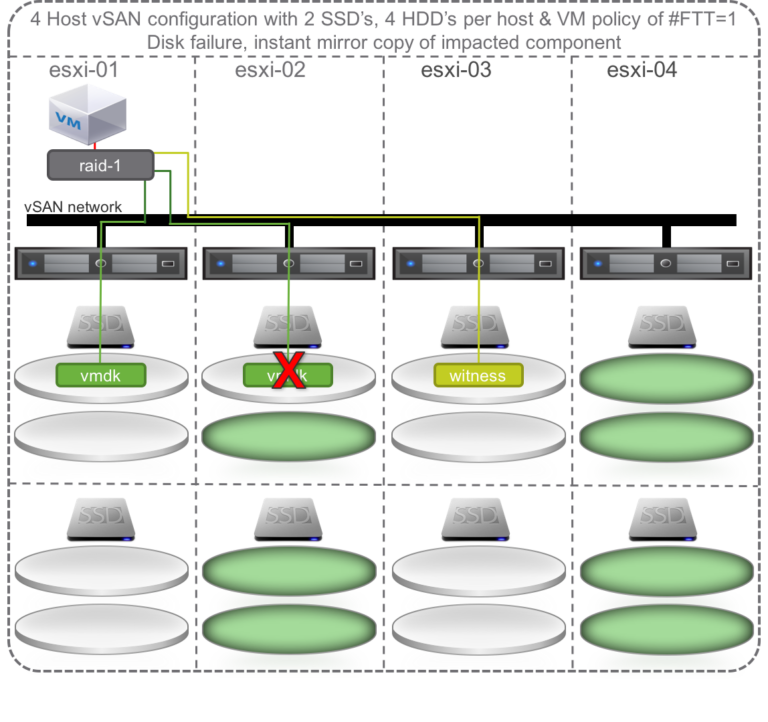 4 Host vSAN configuration with 2 SSD's, 4 HDD's per host & VM policy of #FTT=1
Disk failure, instant mirror copy of impacted component
esxi-01 esxi-02 esxi-03 esxi-04
VM
raid-1
vSAN network
SSD SSD SSD SSD
vmdk vmdk witness
X
SSD SSD SSD SSD